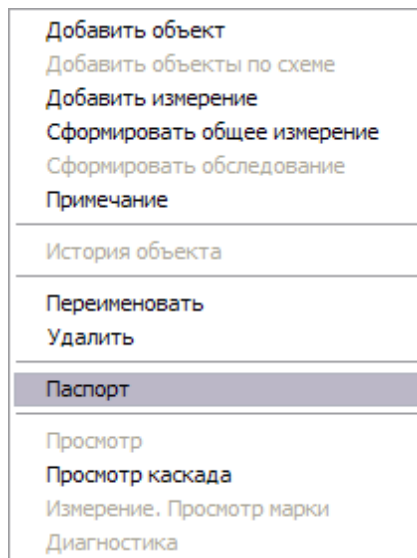 Добавить объект
Добавить объекты по схеме
Добавить измерение
Сформировать общее измерение
Сформировать обследование
Примечание
История объекта
Переименовать
Удалить
Паспорт
Просмотр
Просмотр каскада
Измерение. Просмотр марки
Диагностика